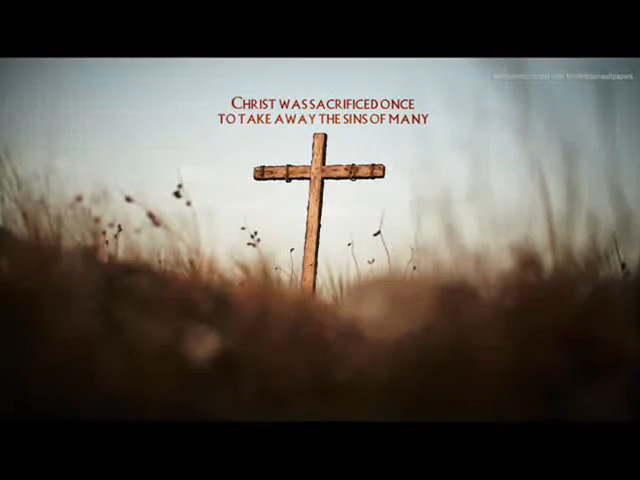 CHRIST WAS SACRIFICED ONCE
TO TAKE AWAY THE SINS OF MANY